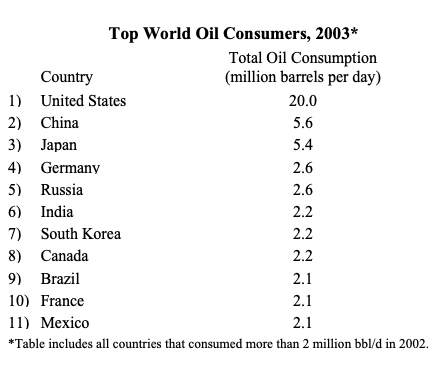 Top World Oil Consumers, 2003*
Total Oil Consumption
Country (million barrels per day)
1) United States 20.0
2) China 5.6
3) Japan 5.4
4) Germany 2.6
5) Russia 2.6
6) India 2.2
7) South Korea 2.2
8) Canada 2.2
9) Brazil 2.1
10) France 2.1
11) Mexico 2.1
*Table includes all countries that consumed more than 2 million bbl/d in 2002.